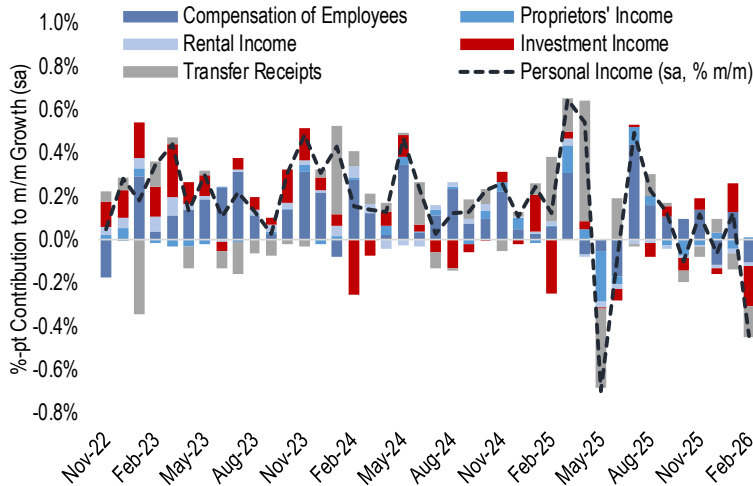 1.0%
Compensation of Employees
Proprietors' Income
0.8%
Rental Income
Investment Income
Transfer Receipts
Personal Income (sa, % m/m)
0.6%
0.4%
0.2%
0.0%
-0.2%
-0.4%
-0.6%
-0.8%
%-pt Contribution to m/m Growth (sa)
Nov-22
Feb-23
May-23
Aug-23
Nov-23
Feb-24
May-24
Aug-24
Nov-24
Feb-25
May-25
Aug-25
Nov-25
Feb-26